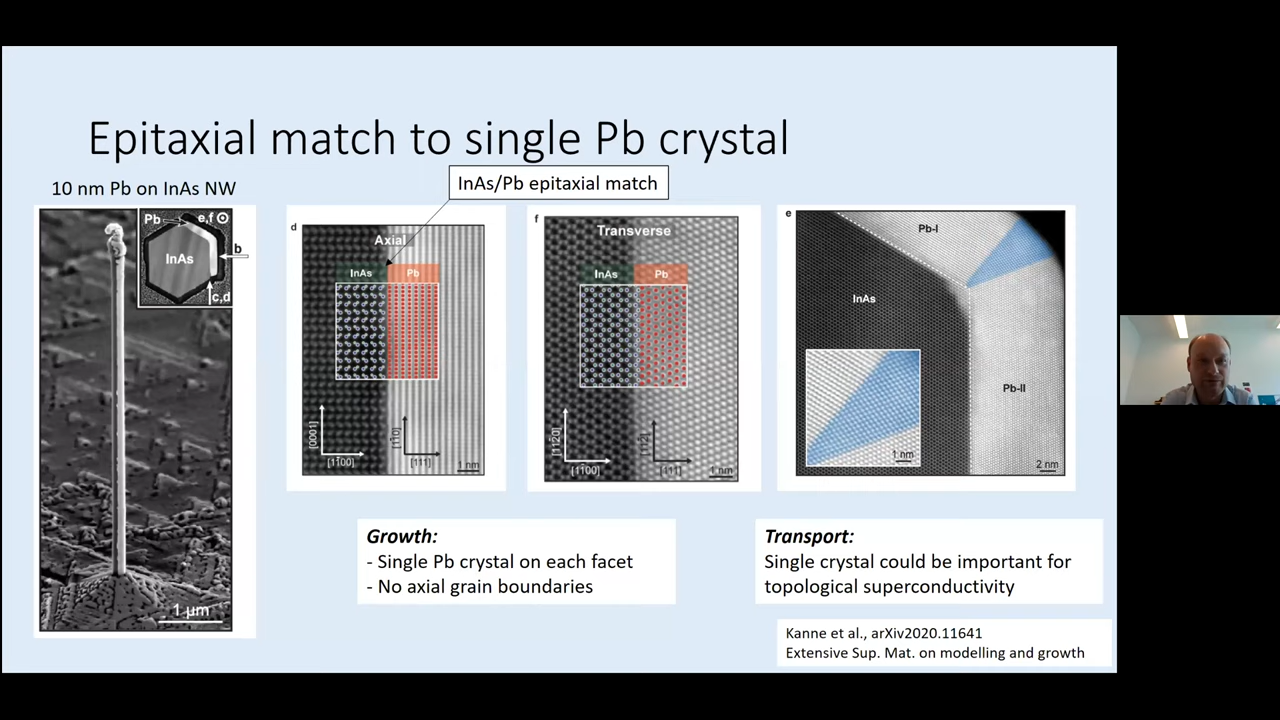 Epitaxial match to single Pb crystal
10 nm Pb on InAs NW
InAs/Pb epitaxial match
Pb
e,f
InAs
b
c,d
1 µm
d
Axial
InAs
Pb
[0001]
[11̅00]
[11̅0]
[111]
1 nm
f
Transverse
InAs
Pb
[112̅0]
[11̅00]
[112̅]
[111]
1 nm
e
Pb-I
InAs
Pb-II
1 nm
2 nm
Growth:
- Single Pb crystal on each facet
- No axial grain boundaries
Transport:
Single crystal could be important for
topological superconductivity
Kanne et al., arXiv2020.11641
Extensive Sup. Mat. on modelling and growth